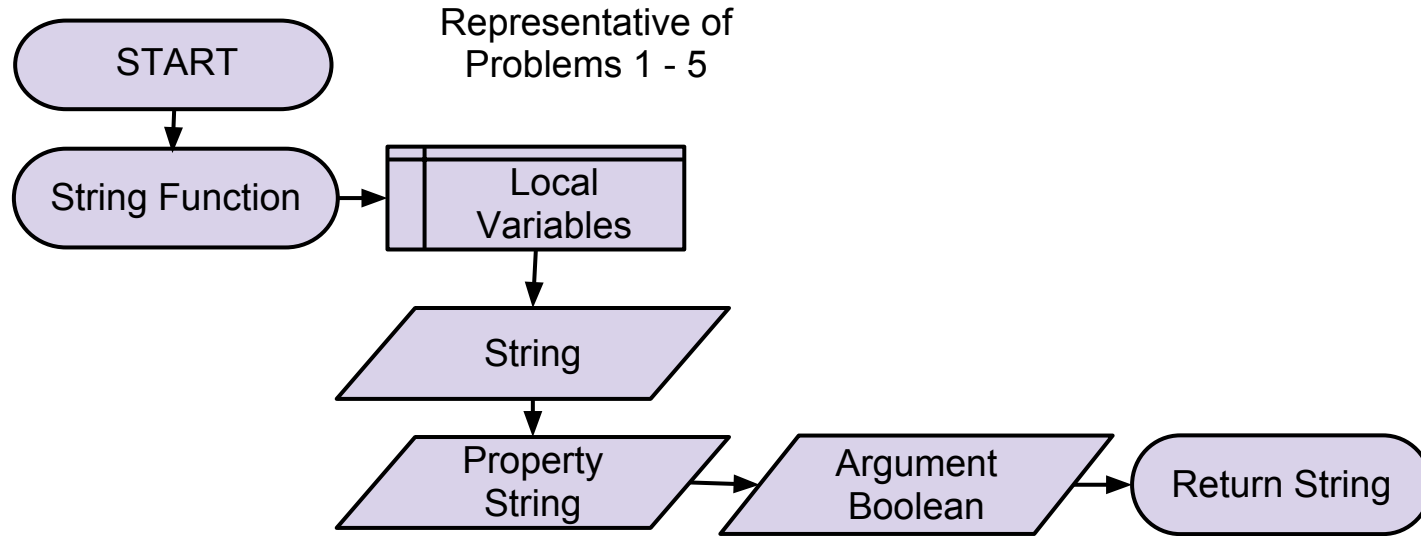 Representative of
Problems 1 - 5
START
String Function
Local
Variables
String
Property
String
Argument
Boolean
Return String